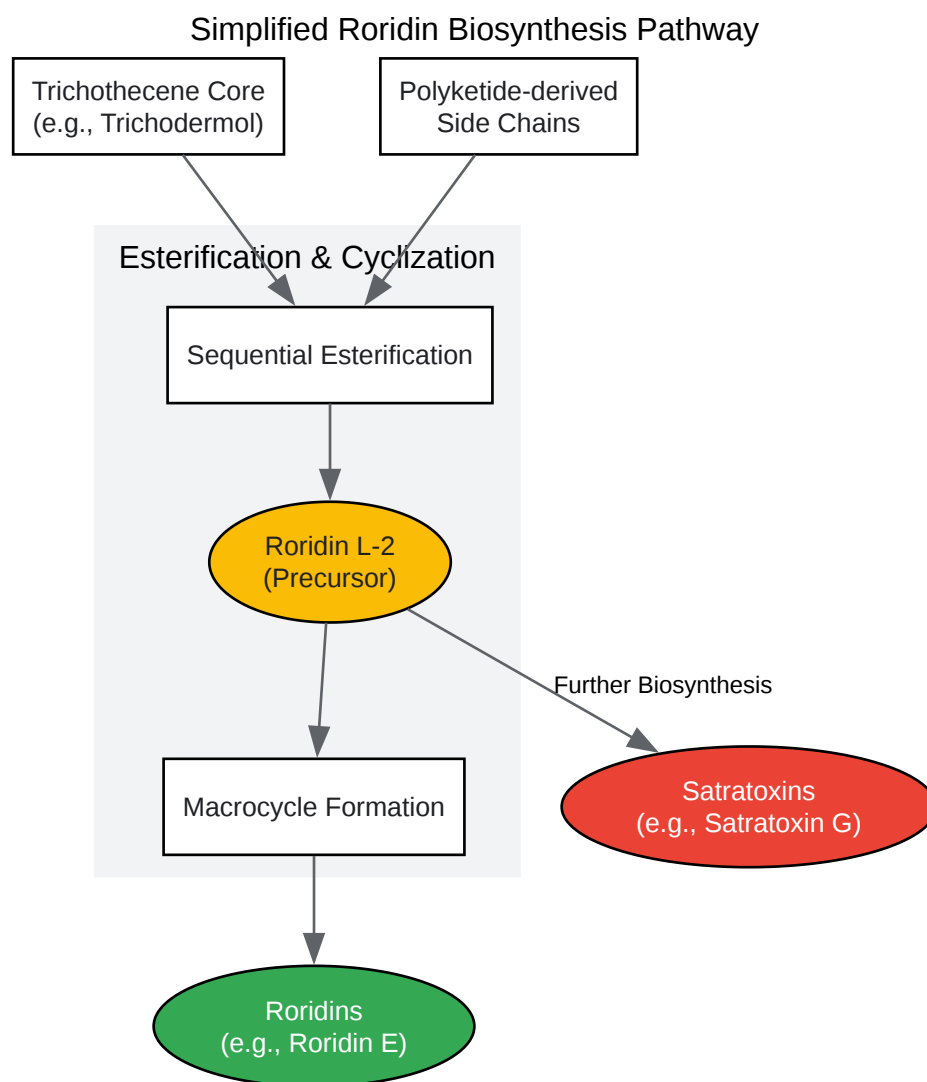 Simplified Roridin Biosynthesis Pathway
Trichothecene Core
(e.g., Trichodermol)
Polyketide-derived
Side Chains
Esterification & Cyclization
Sequential Esterification
Roridin L-2
(Precursor)
Further Biosynthesis
Macrocycle Formation
Satratoxins
(e.g., Satratoxin G)
Roridins
(e.g., Roridin E)